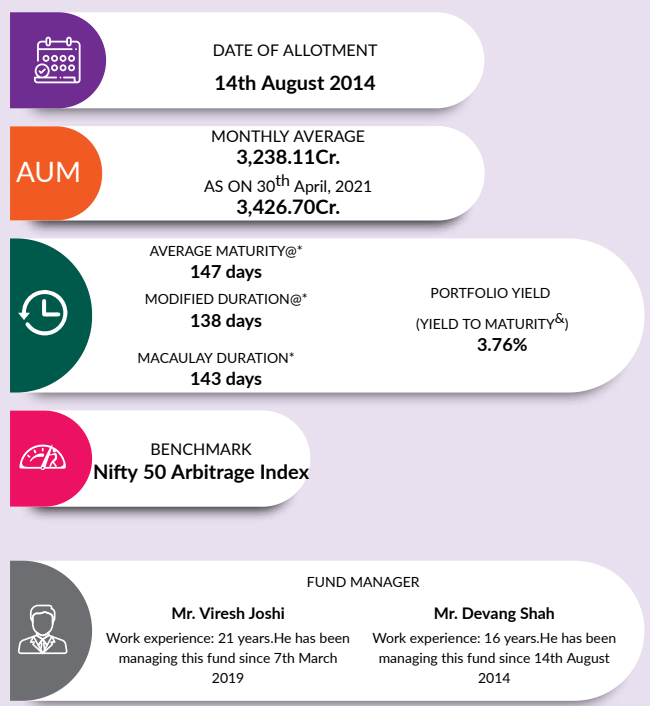 DATE OF ALLOTMENT
14th August 2014
AUM
MONTHLY AVERAGE
3,238.11Cr.
AS ON 30th April, 2021
3,426.70Cr.
AVERAGE MATURITY@*
147 days
MODIFIED DURATION@*
138 days
MACAULAY DURATION*
143 days
PORTFOLIO YIELD
(YIELD TO MATURITY&)
3.76%
BENCHMARK
Nifty 50 Arbitrage Index
FUND MANAGER
Mr. Viresh Joshi
Work experience: 21 years.He has been
managing this fund since 7th March
2019
Mr. Devang Shah
Work experience: 16 years.He has been
managing this fund since 14th August
2014